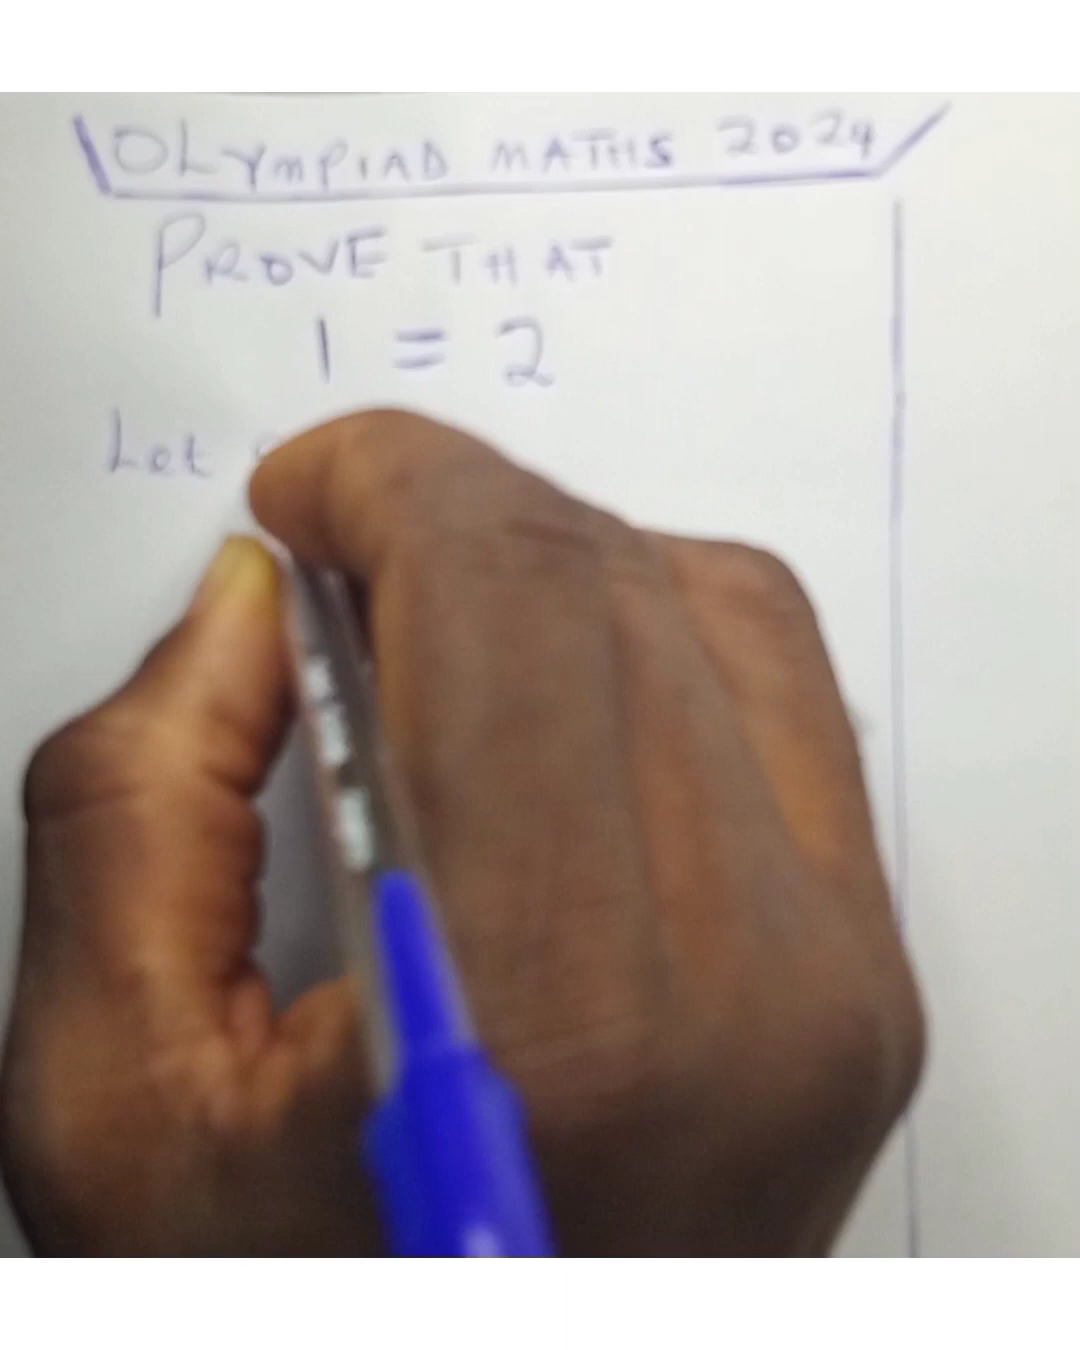 OLYMPIAD MATHS 2024
PROVE THAT
1 = 2
Let